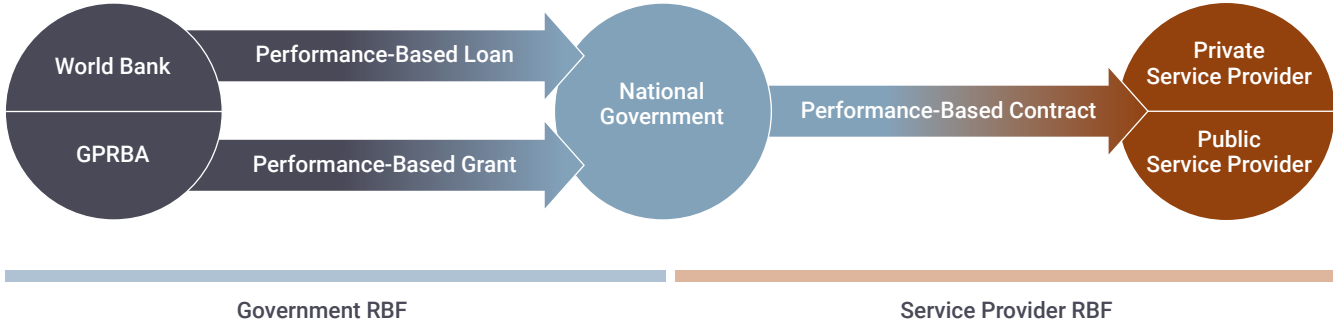 World Bank
GPRBA
Performance-Based Loan
Performance-Based Grant
National
Government
Performance-Based Contract
Private
Service Provider
Public
Service Provider
Government RBF
Service Provider RBF